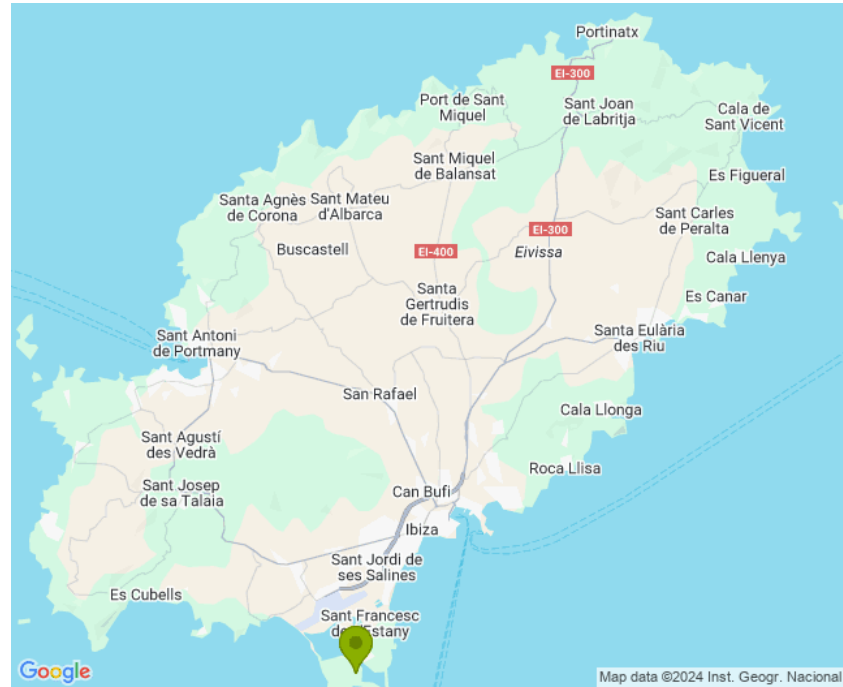 Portinatx
EI-300
Port de Sant
Miquel
Sant Joan
de Labritja
Cala de
Sant Vicent
Sant Miquel
de Balansat
Es Figueral
Santa Agnès
de Corona
Sant Mateu
d'Albarca
Sant Carles
de Peralta
Buscastell
EI-400
EI-300
Eivissa
Cala Llenya
Santa
Gertrudis
de Fruitera
Es Canar
Sant Antoni
de Portmany
Santa Eulària
des Riu
San Rafael
Cala Llonga
Sant Agustí
des Vedrà
Roca Llisa
Sant Josep
de sa Talaia
Can Bufí
Ibiza
Sant Jordi de
ses Salines
Es Cubells
Sant Francesc
de l'Estany
Google
Map data ©2024 Inst. Geogr. Nacional